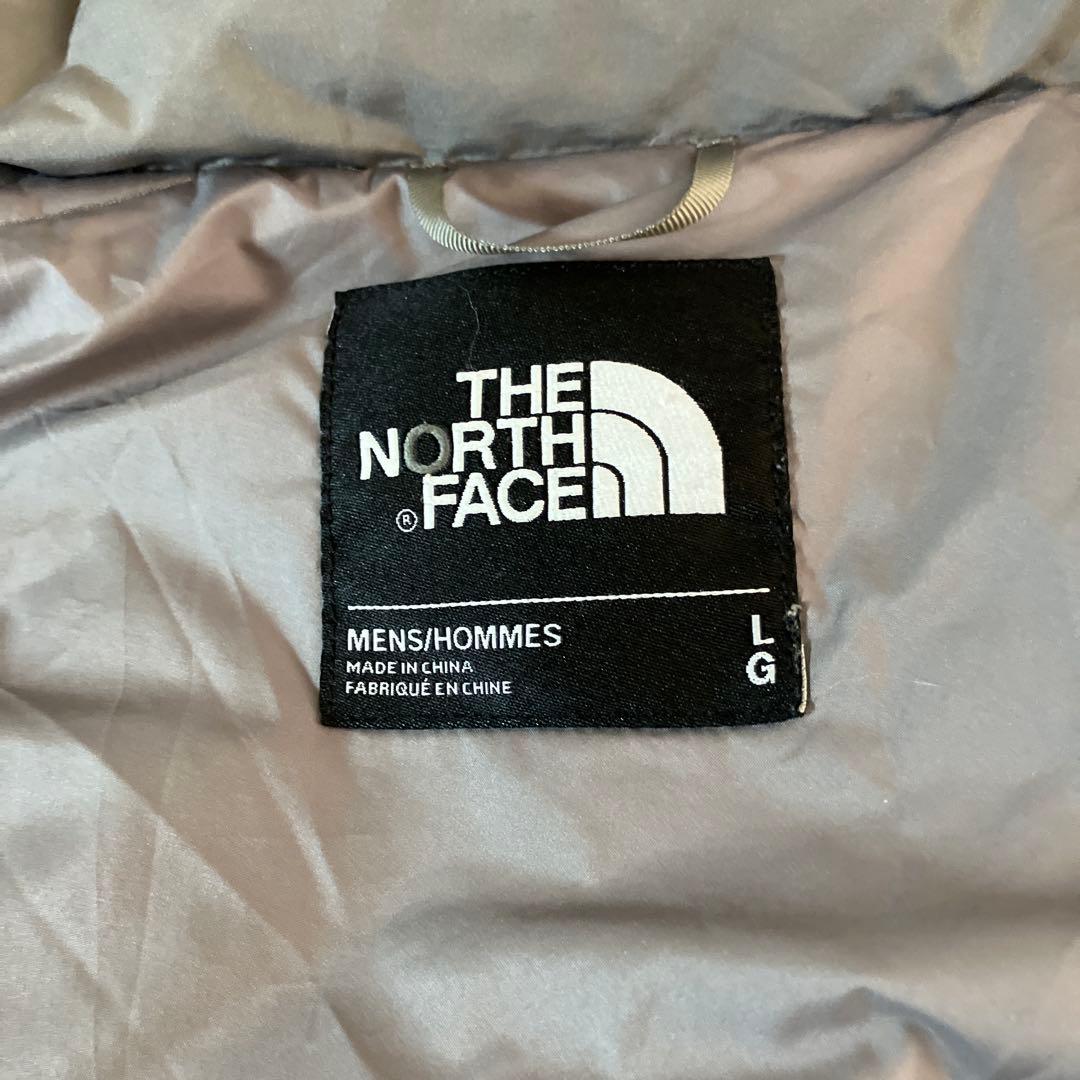 THE
NORTH
® FACE
MENS/HOMMES
MADE IN CHINA
FABRIQUÉ EN CHINE
L
G